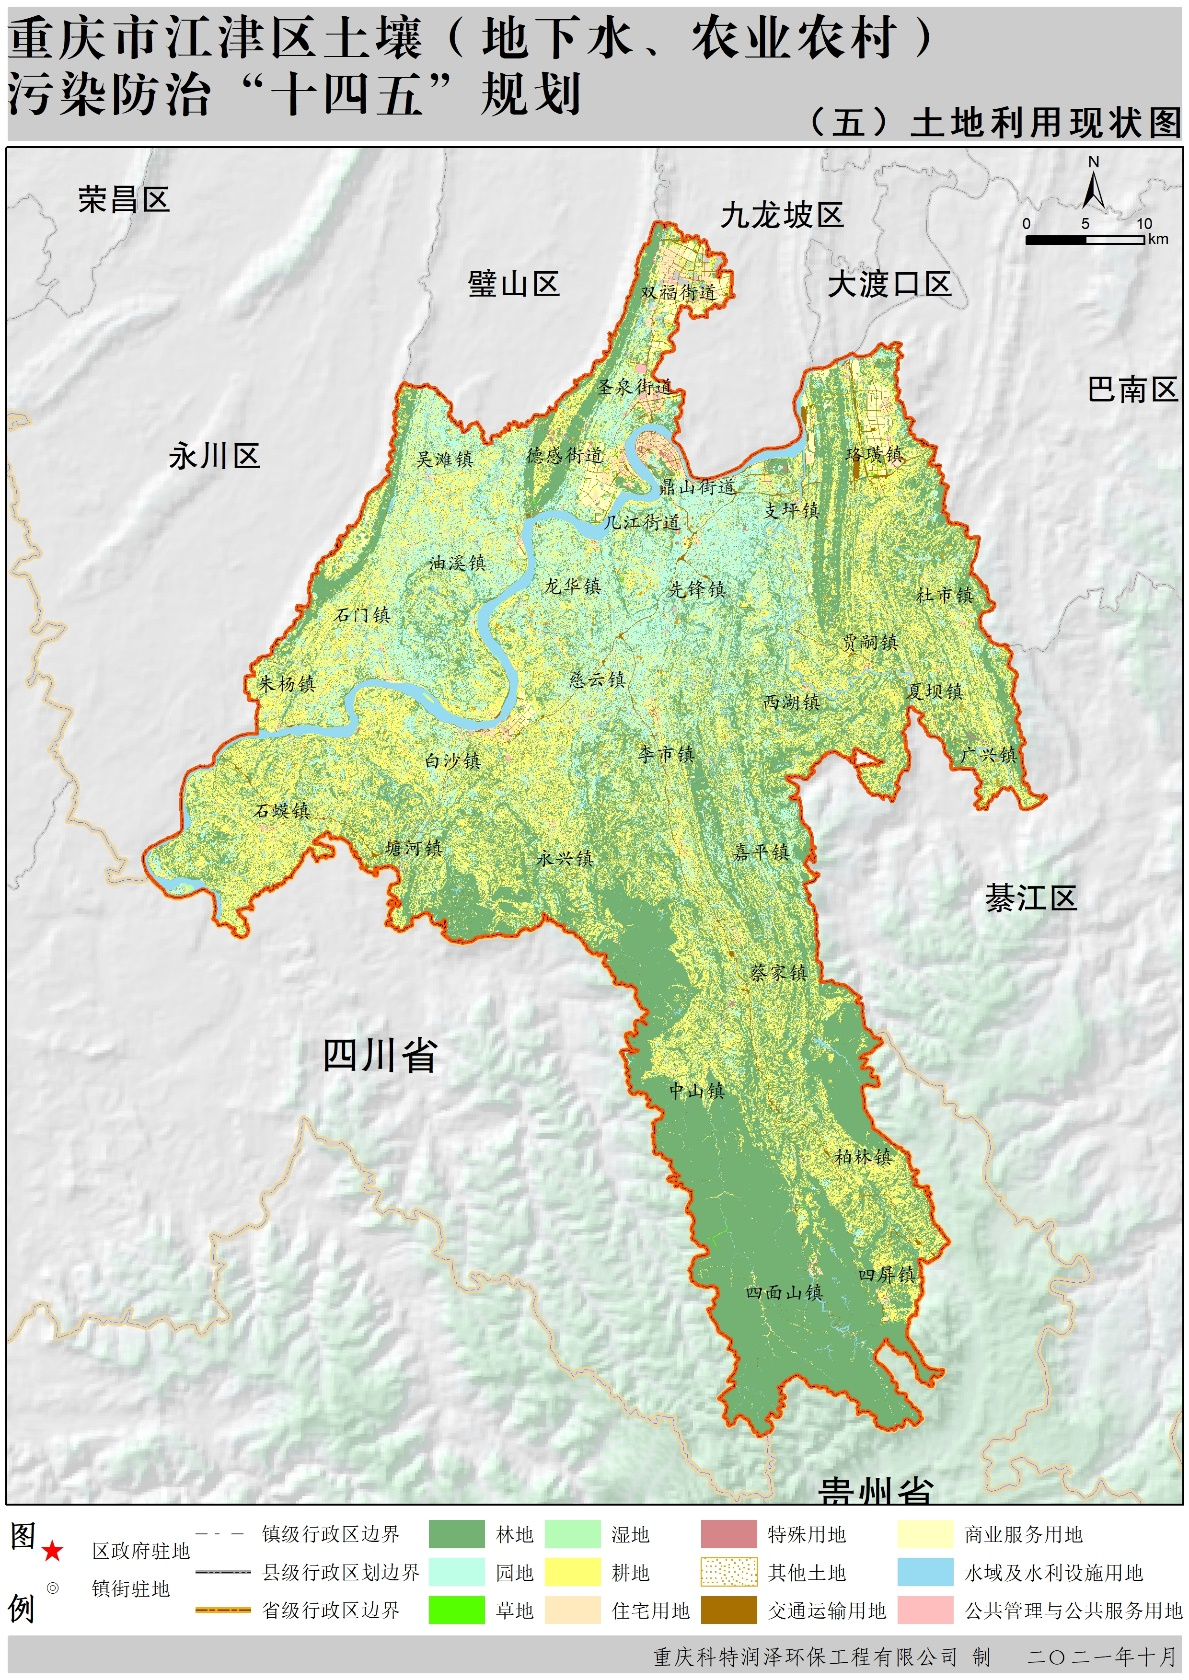 重庆市江津区土壤（地下水、农业农村）
污染防治“十四五”规划
（五）土地利用现状图
荣昌区
九龙坡区
N
0 5 10
km
璧山区
大渡口区
双福街道
圣泉街道
巴南区
永川区
吴滩镇
德感街道
珞璜镇
鼎山街道
支坪镇
几江街道
油溪镇
龙华镇
先锋镇
杜市镇
石门镇
贾嗣镇
朱杨镇
慈云镇
夏坝镇
西湖镇
白沙镇
李市镇
广兴镇
石蟆镇
塘河镇
永兴镇
嘉平镇
綦江区
蔡家镇
四川省
中山镇
柏林镇
四屏镇
四面山镇
贵州省
图例
区政府驻地
镇街驻地
镇级行政区边界
县级行政区划边界
省级行政区边界
林地
园地
草地
湿地
耕地
住宅用地
特殊用地
其他土地
交通运输用地
商业服务用地
水域及水利设施用地
公共管理与公共服务用地
重庆科特润泽环保工程有限公司 制 二〇二一年十月